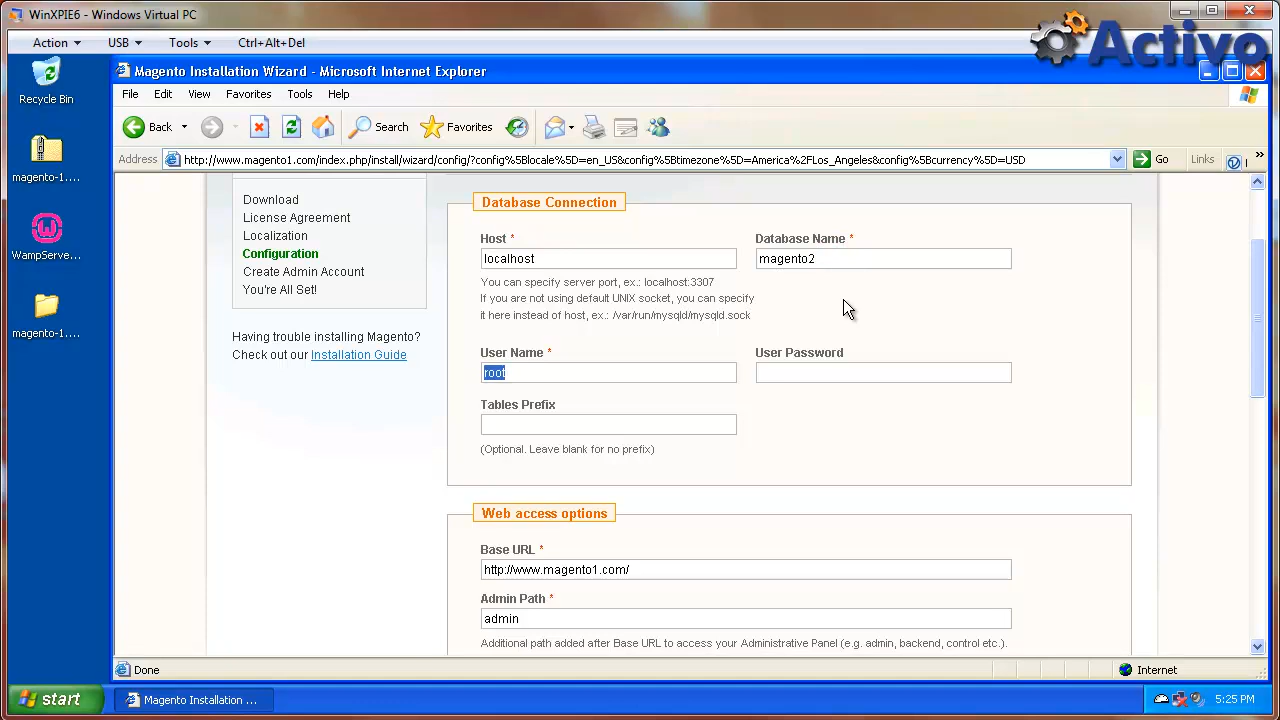 WinXPIE6 - Windows Virtual PC
Action USB Tools Ctrl+Alt+Del
Activo
Recycle Bin
magento-1....
WampServe...
magento-1....
Magento Installation Wizard - Microsoft Internet Explorer
File Edit View Favorites Tools Help
Back Search Favorites
Address http://www.magento1.com/index.php/install/wizard/config/?config%5Blocale%5D=en_US&config%5Btimezone%5D=America%2FLos_Angeles&config%5Bcurrency%5D=USD Go Links »
Download
License Agreement
Localization
Configuration
Create Admin Account
You're All Set!
Having trouble installing Magento?
Check out our Installation Guide
Database Connection
Host * Database Name *
localhost magento2
You can specify server port, ex.: localhost:3307
If you are not using default UNIX socket, you can specify
it here instead of host, ex.: /var/run/mysqld/mysqld.sock
User Name * User Password
root
Tables Prefix
(Optional. Leave blank for no prefix)
Web access options
Base URL *
http://www.magento1.com/
Admin Path *
admin
Additional path added after Base URL to access your Administrative Panel (e.g. admin, backend, control etc.).
Done Internet
start Magento Installation ... 5:25 PM